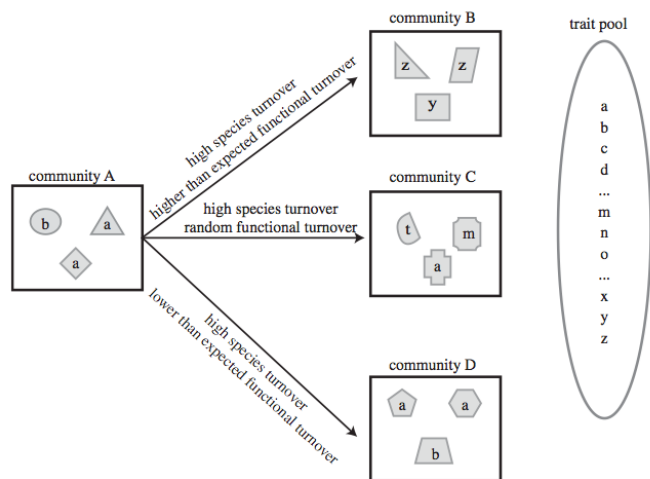 community B
trait pool
z
z
y
high species turnover
higher than expected functional turnover
community A
b
a
a
community C
high species turnover
random functional turnover
t
m
a
high species turnover
lower than expected functional turnover
community D
a
a
b
a
b
c
d
...
m
n
o
...
x
y
z